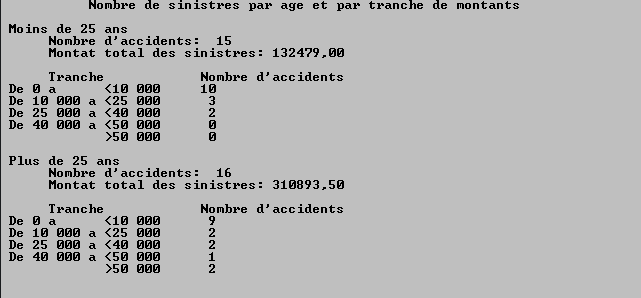 Nombre de sinistres par age et par tranche de montants
Moins de 25 ans
Nombre d'accidents: 15
Montat total des sinistres: 132479,00
Tranche Nombre d'accidents
De 0 a <10 000 10
De 10 000 a <25 000 3
De 25 000 a <40 000 2
De 40 000 a <50 000 0
>50 000 0
Plus de 25 ans
Nombre d'accidents: 16
Montat total des sinistres: 310893,50
Tranche Nombre d'accidents
De 0 a <10 000 9
De 10 000 a <25 000 2
De 25 000 a <40 000 2
De 40 000 a <50 000 1
>50 000 2